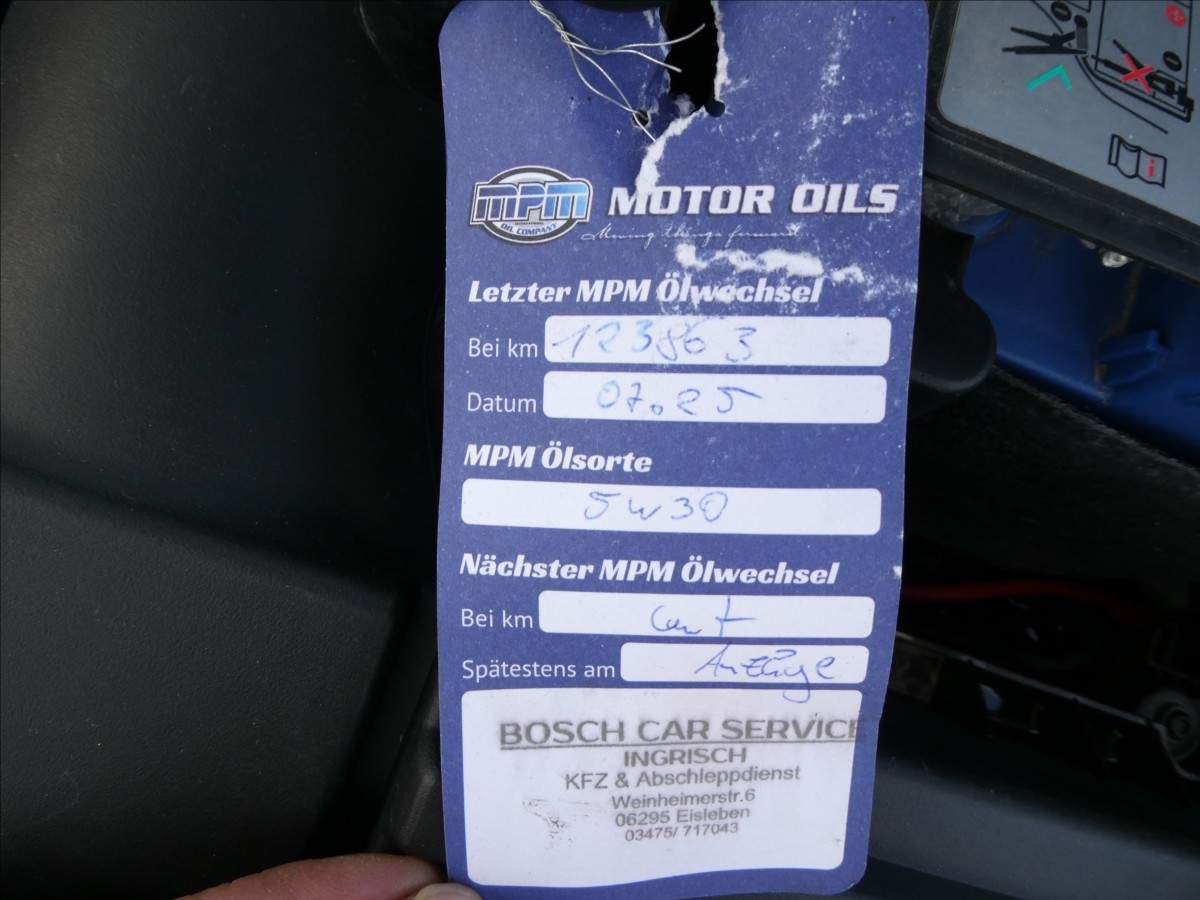 MPM
OIL COMPANY
MOTOR OILS
Moving things forward
Letzter MPM Ölwechsel
Bei km 123863
Datum 07.25
MPM Ölsorte
5w30
Nächster MPM Ölwechsel
Bei km
Spätestens am Anzeige
BOSCH CAR SERVICE
INGRISCH
KFZ & Abschleppdienst
Weinheimerstr.6
06295 Eisleben
03475/ 717043